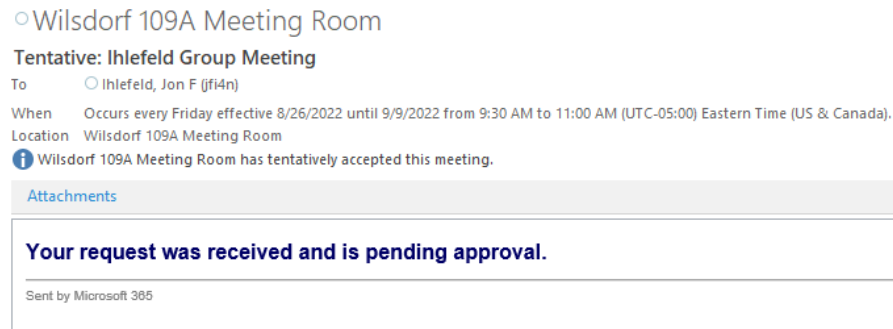 Wilsdorf 109A Meeting Room
Tentative: Ihlefeld Group Meeting
To Ihlefeld, Jon F (jfi4n)
When Occurs every Friday effective 8/26/2022 until 9/9/2022 from 9:30 AM to 11:00 AM (UTC-05:00) Eastern Time (US & Canada).
Location Wilsdorf 109A Meeting Room
i Wilsdorf 109A Meeting Room has tentatively accepted this meeting.
Attachments
Your request was received and is pending approval.
Sent by Microsoft 365